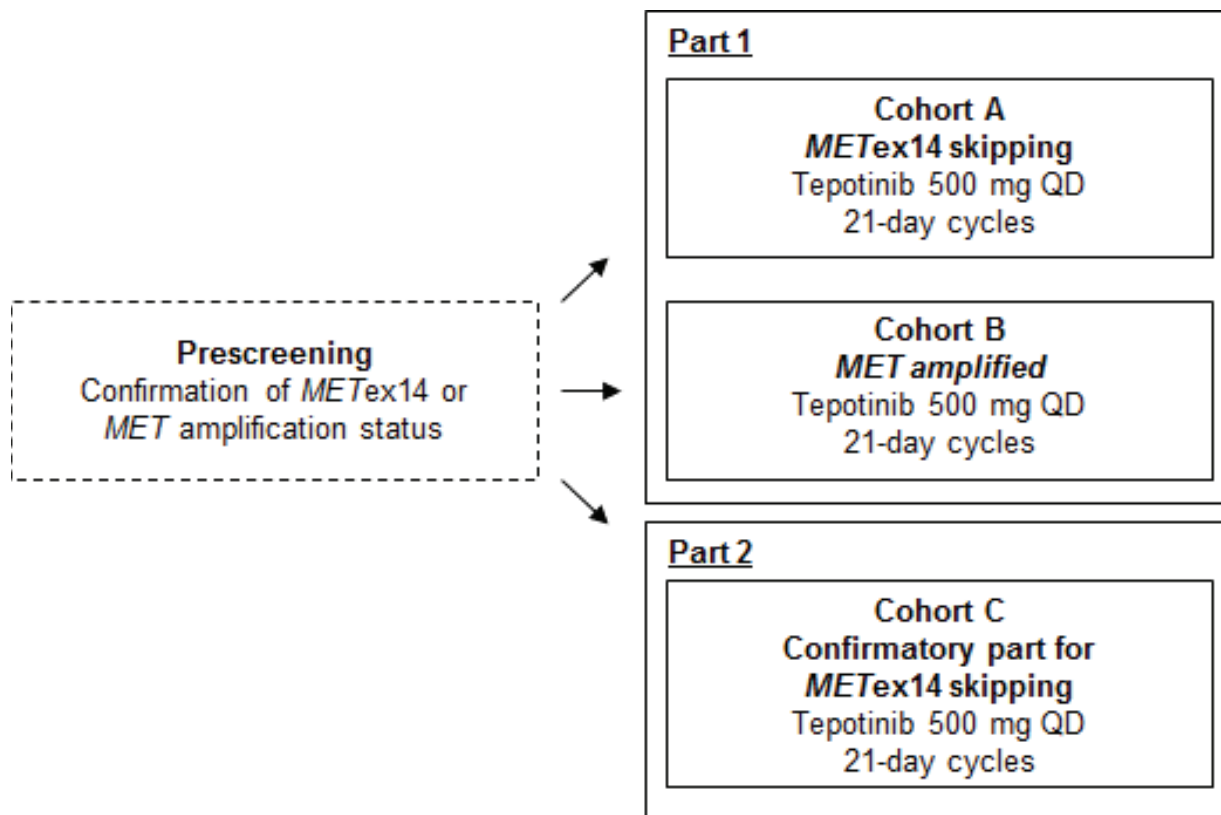 Part 1
Cohort A
METex14 skipping
Tepotinib 500 mg QD
21-day cycles
Prescreening
Confirmation of METex14 or
MET amplification status
Cohort B
MET amplified
Tepotinib 500 mg QD
21-day cycles
Part 2
Cohort C
Confirmatory part for
METex14 skipping
Tepotinib 500 mg QD
21-day cycles